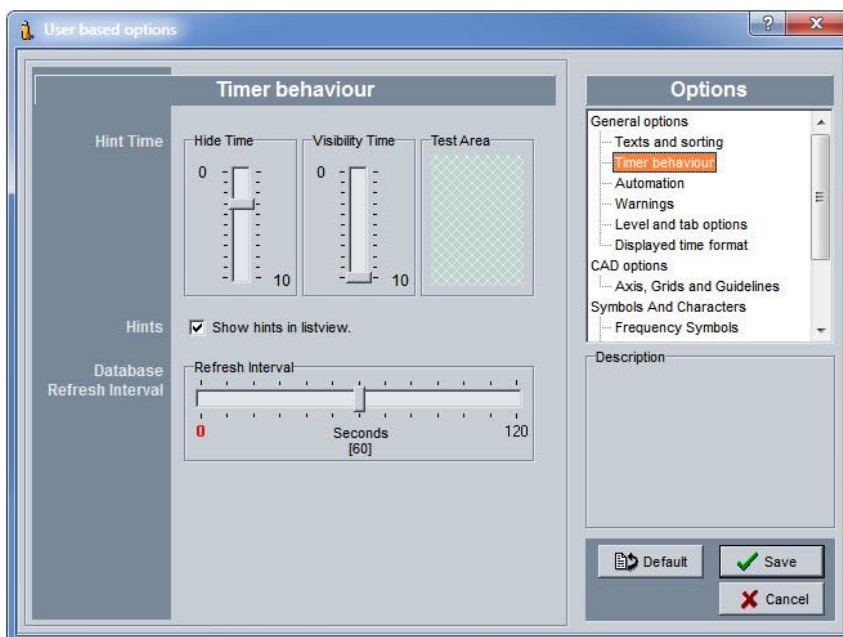 User based options
Timer behaviour
Hint Time
Hide Time
0
10
Visibility Time
0
10
Test Area
Hints
Show hints in listview.
Database
Refresh Interval
Refresh Interval
0
Seconds
120
[60]
Options
General options
Texts and sorting
Timer behaviour
Automation
Warnings
Level and tab options
Displayed time format
CAD options
Axis, Grids and Guidelines
Symbols And Characters
Frequency Symbols
Description
Default
Save
Cancel